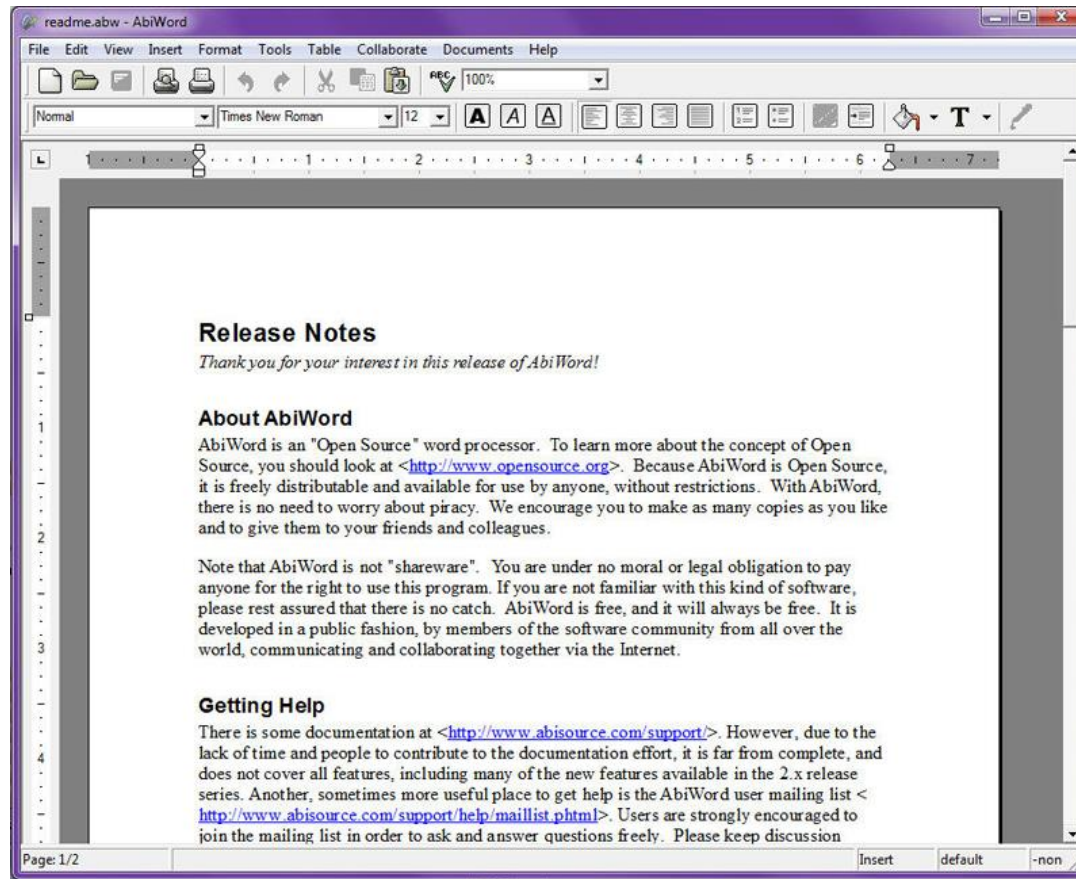 readme.abw - AbiWord
File Edit View Insert Format Tools Table Collaborate Documents Help
ABC 100%
Normal Times New Roman 12 A A A T
L 1 1 2 3 4 5 6 7
Release Notes
Thank you for your interest in this release of AbiWord!
About AbiWord
AbiWord is an "Open Source" word processor.  To learn more about the concept of Open
1
Source, you should look at <http://www.opensource.org>.  Because AbiWord is Open Source,
it is freely distributable and available for use by anyone, without restrictions.  With AbiWord,
there is no need to worry about piracy.  We encourage you to make as many copies as you like
and to give them to your friends and colleagues.
2
Note that AbiWord is not "shareware".  You are under no moral or legal obligation to pay
anyone for the right to use this program. If you are not familiar with this kind of software,
please rest assured that there is no catch.  AbiWord is free, and it will always be free.  It is
developed in a public fashion, by members of the software community from all over the
world, communicating and collaborating together via the Internet.
3
Getting Help
There is some documentation at <http://www.abisource.com/support/>. However, due to the
lack of time and people to contribute to the documentation effort, it is far from complete, and
4
does not cover all features, including many of the new features available in the 2.x release
series. Another, sometimes more useful place to get help is the AbiWord user mailing list <
http://www.abisource.com/support/help/maillist.phtml>. Users are strongly encouraged to
join the mailing list in order to ask and answer questions freely.  Please keep discussion
Page: 1/2 Insert default -non